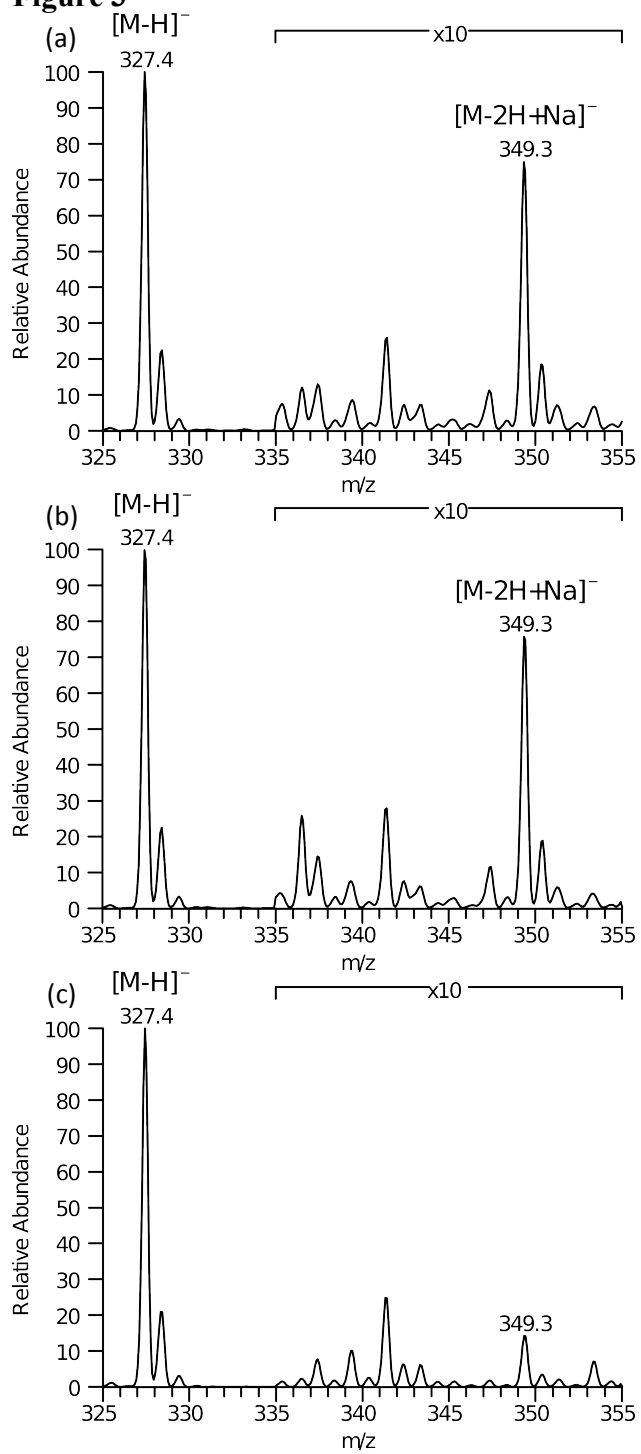 Figure 3
(a)
[M-H]⁻
327.4
x10
[M-2H+Na]⁻
349.3
100
90
80
70
60
50
40
30
20
10
0
Relative Abundance
325 330 335 340 345 350 355
m/z
(b)
[M-H]⁻
327.4
x10
[M-2H+Na]⁻
349.3
100
90
80
70
60
50
40
30
20
10
0
Relative Abundance
325 330 335 340 345 350 355
m/z
(c)
[M-H]⁻
327.4
x10
349.3
100
90
80
70
60
50
40
30
20
10
0
Relative Abundance
325 330 335 340 345 350 355
m/z